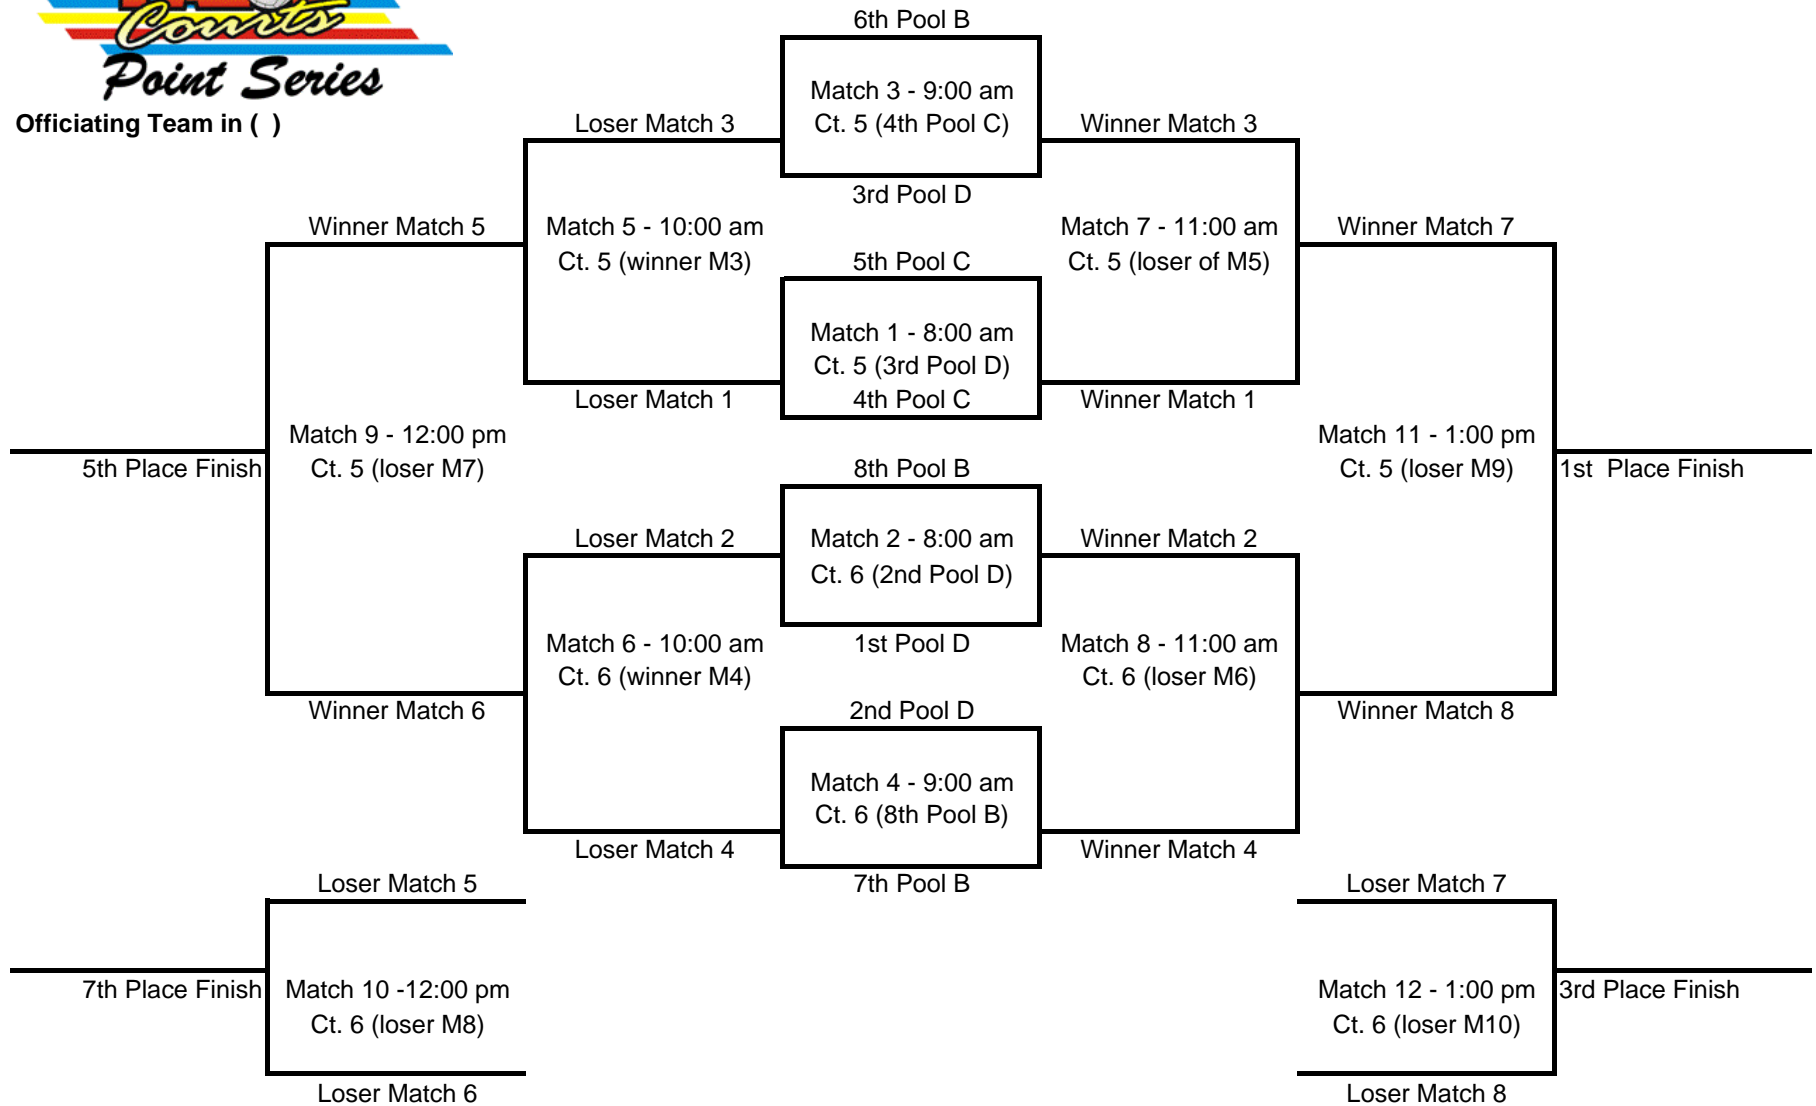 Courts
Point Series
Officiating Team in (  )
6th Pool B
Match 3 - 9:00 am
Ct. 5 (4th Pool C)
Loser Match 3
Winner Match 3
3rd Pool D
Winner Match 5
Match 5 - 10:00 am
Ct. 5 (winner M3)
Match 7 - 11:00 am
Ct. 5 (loser of M5)
Winner Match 7
5th Pool C
Match 1 - 8:00 am
Ct. 5 (3rd Pool D)
4th Pool C
Loser Match 1
Winner Match 1
Match 9 - 12:00 pm
Ct. 5 (loser M7)
5th Place Finish
Match 11 - 1:00 pm
Ct. 5 (loser M9)
1st  Place Finish
8th Pool B
Loser Match 2
Match 2 - 8:00 am
Ct. 6 (2nd Pool D)
Winner Match 2
1st Pool D
Match 6 - 10:00 am
Ct. 6 (winner M4)
Match 8 - 11:00 am
Ct. 6 (loser M6)
Winner Match 6
2nd Pool D
Winner Match 8
Match 4 - 9:00 am
Ct. 6 (8th Pool B)
Loser Match 4
Winner Match 4
7th Pool B
Loser Match 5
Loser Match 7
7th Place Finish
Match 10 -12:00 pm
Ct. 6 (loser M8)
Match 12 - 1:00 pm
Ct. 6 (loser M10)
3rd Place Finish
Loser Match 6
Loser Match 8